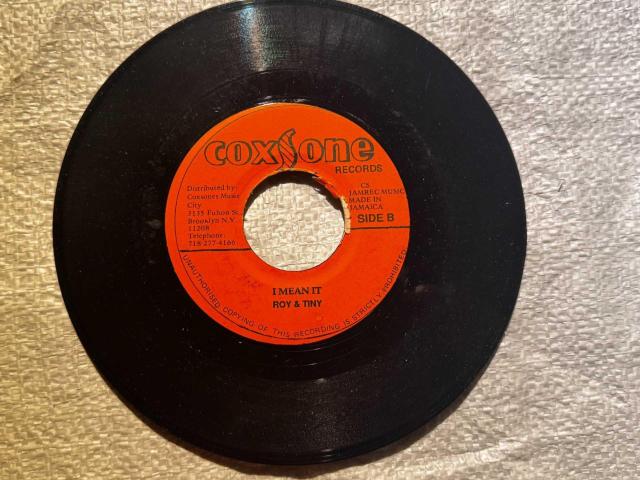 coxsone
RECORDS
Distributed by:
Coxsones Music
City
3135 Fulton St.
Brooklyn N.Y.
11208
Telephone:
718-277-4166
CS
JAMREC MUSIC
MADE IN
JAMAICA
SIDE B
I MEAN IT
ROY & TINY
UNAUTHORISED COPYING OF THIS RECORDING IS STRICTLY PROHIBITED